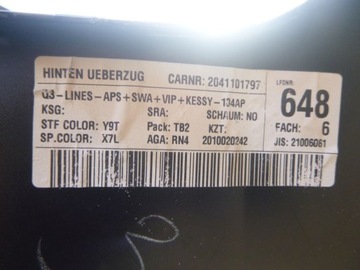 HINTEN UEBERZUG CARNR: 2041101797
Q3-LINES-APS+SWA+VIP+KESSY-134AP
KSG: SRA: SCHAUM: NO
STF COLOR: Y9T Pack: TB2 KZT:
SP.COLOR: X7L AGA: RN4 2010020242
LFDNR:
648
FACH: 6
JIS: 21006061